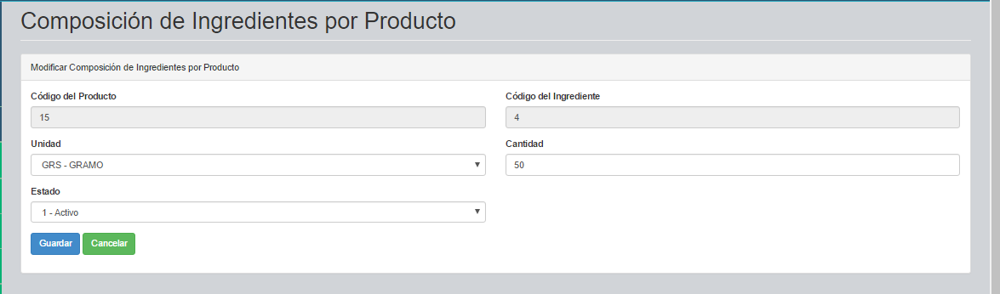 Composición de Ingredientes por Producto
Modificar Composición de Ingredientes por Producto
Código del Producto
Código del Ingrediente
15
4
Unidad
Cantidad
GRS - GRAMO
50
Estado
1 - Activo
Guardar Cancelar